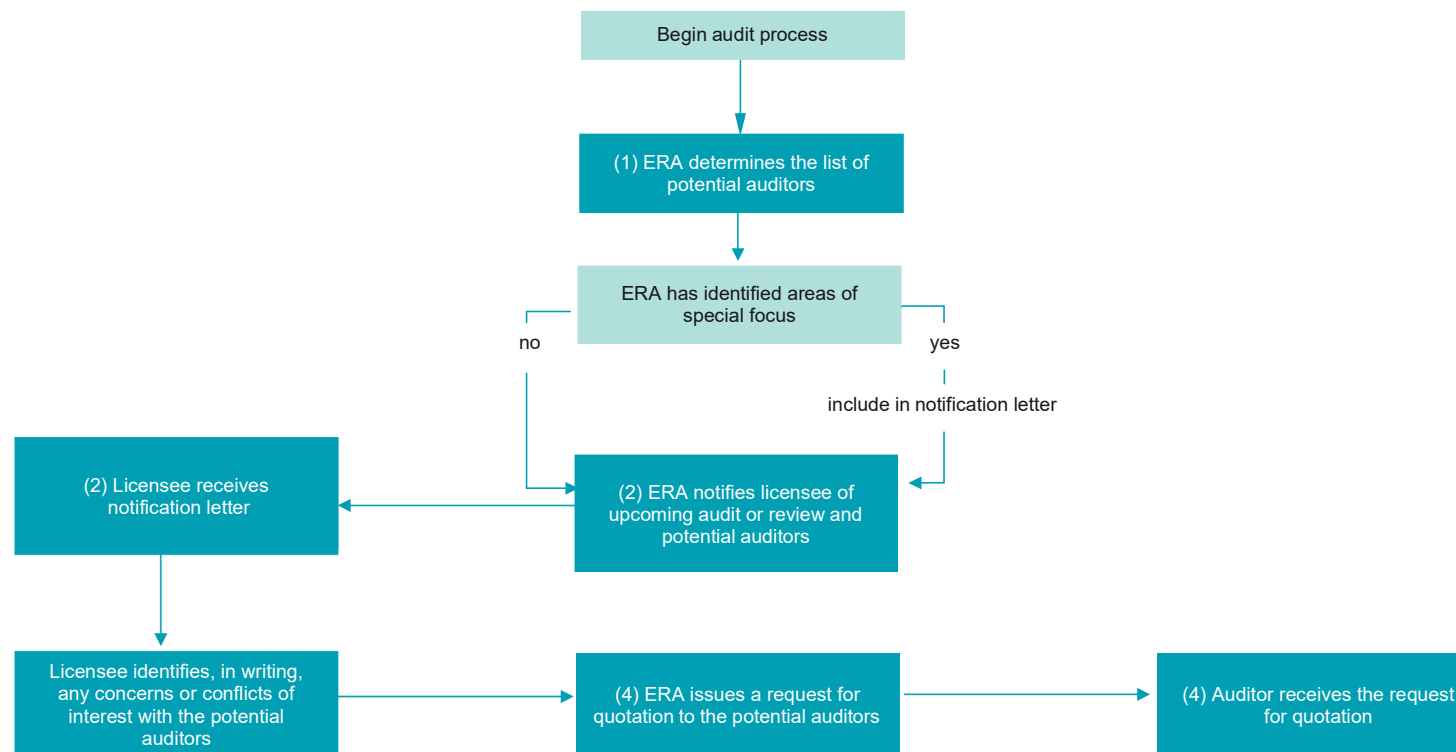 Begin audit process
(1) ERA determines the list of
potential auditors
ERA has identified areas of
special focus
no
yes
include in notification letter
(2) Licensee receives
notification letter
(2) ERA notifies licensee of
upcoming audit or review and
potential auditors
Licensee identifies, in writing,
any concerns or conflicts of
interest with the potential
auditors
(4) ERA issues a request for
quotation to the potential auditors
(4) Auditor receives the request
for quotation